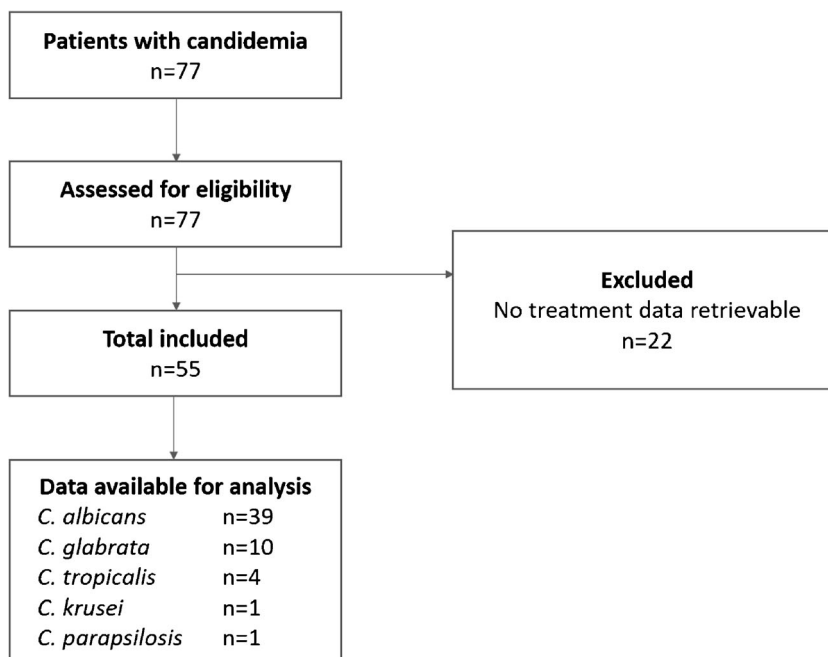 Patients with candidemia
n=77
Assessed for eligibility
n=77
Excluded
No treatment data retrievable
n=22
Total included
n=55
Data available for analysis
C. albicans n=39
C. glabrata n=10
C. tropicalis n=4
C. krusei n=1
C. parapsilosis n=1